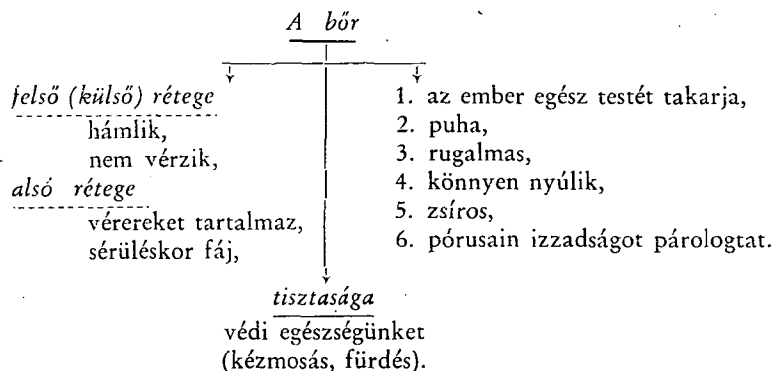 A bőr
felső (külső) rétege
hámlik,
nem vérzik,
alsó rétege
vérereket tartalmaz,
sérüléskor fáj,
1. az ember egész testét takarja,
2. puha,
3. rugalmas,
4. könnyen nyúlik,
5. zsíros,
6. pórusain izzadságot párologtat.
tisztasága
védi egészségünket
(kézmosás, fürdés).